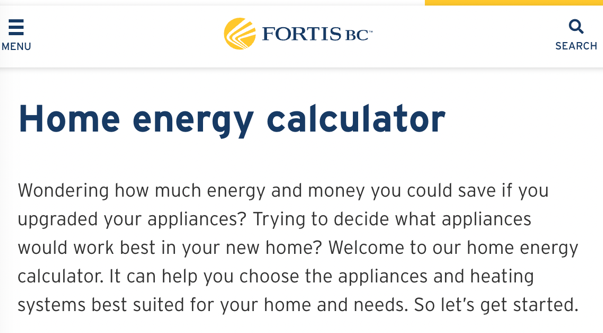 MENU
FORTIS BC™
SEARCH
Home energy calculator
Wondering how much energy and money you could save if you
upgraded your appliances? Trying to decide what appliances
would work best in your new home? Welcome to our home energy
calculator. It can help you choose the appliances and heating
systems best suited for your home and needs. So let’s get started.